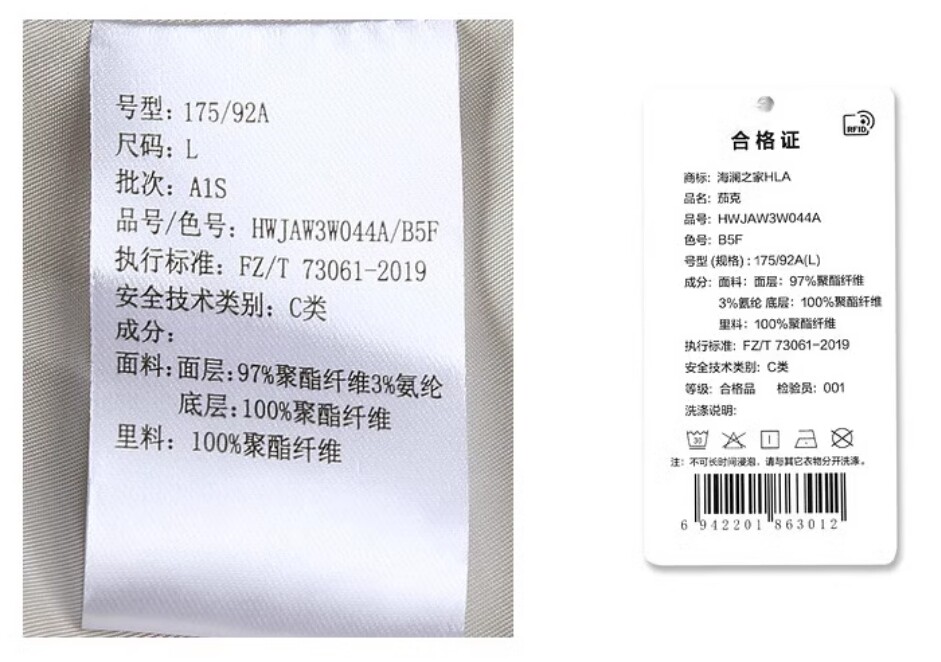 号型：175/92A
尺码：L
批次：A1S
品号/色号：HWJAW3W044A/B5F
执行标准：FZ/T 73061-2019
安全技术类别：C类
成分：
面料：面层：97%聚酯纤维3%氨纶
底层：100%聚酯纤维
里料：100%聚酯纤维
RFID
合格证
商标：海澜之家HLA
品名：茄克
品号：HWJAW3W044A
色号：B5F
号型(规格)：175/92A(L)
成分：面料：面层：97%聚酯纤维
3%氨纶 底层：100%聚酯纤维
里料：100%聚酯纤维
执行标准：FZ/T 73061-2019
安全技术类别：C类
等级：合格品 检验员：001
洗涤说明：
30
注：不可长时间浸泡，请与其它衣物分开洗涤。
6 942201 863012